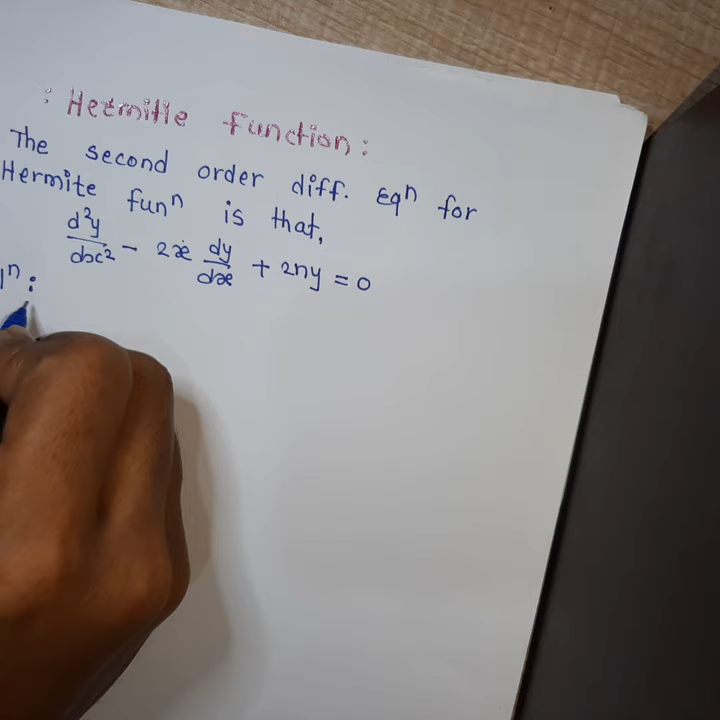 : Hermite Function :
The second order diff. Eqⁿ for
Hermite funⁿ is that,
d²y/dx² - 2x dy/dx + 2ny = 0